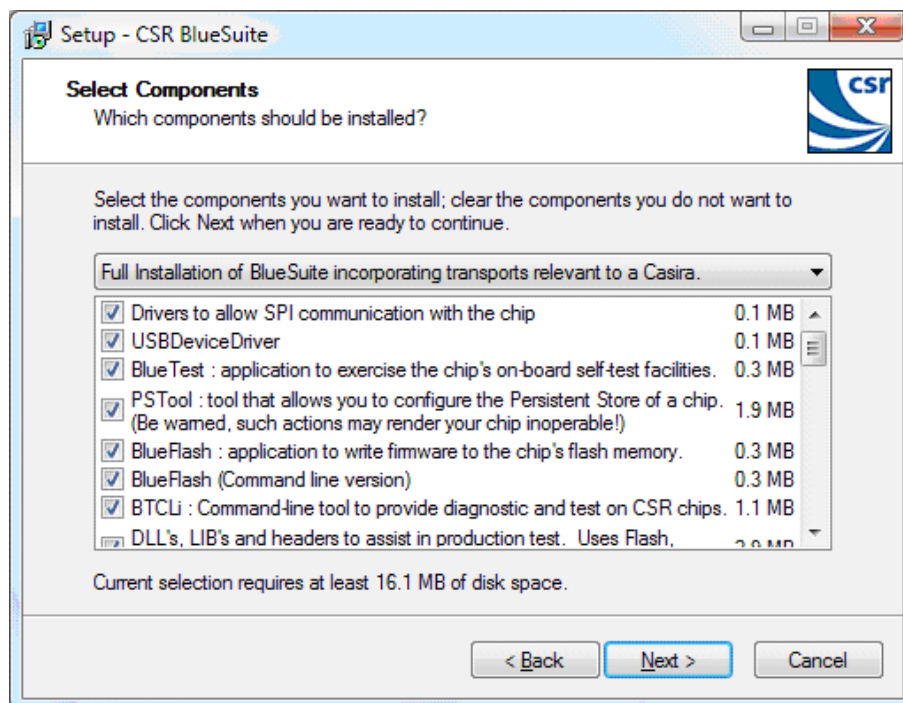 Setup - CSR BlueSuite
Select Components
Which components should be installed?
csr
Select the components you want to install; clear the components you do not want to
install. Click Next when you are ready to continue.
Full Installation of BlueSuite incorporating transports relevant to a Casira.
Drivers to allow SPI communication with the chip 0.1 MB
USBDeviceDriver 0.1 MB
BlueTest : application to exercise the chip's on-board self-test facilities. 0.3 MB
PSTool : tool that allows you to configure the Persistent Store of a chip.
(Be warned, such actions may render your chip inoperable!) 1.9 MB
BlueFlash : application to write firmware to the chip's flash memory. 0.3 MB
BlueFlash (Command line version) 0.3 MB
BTCLi : Command-line tool to provide diagnostic and test on CSR chips. 1.1 MB
DLL's, LIB's and headers to assist in production test. Uses Flash,
Current selection requires at least 16.1 MB of disk space.
< Back Next > Cancel